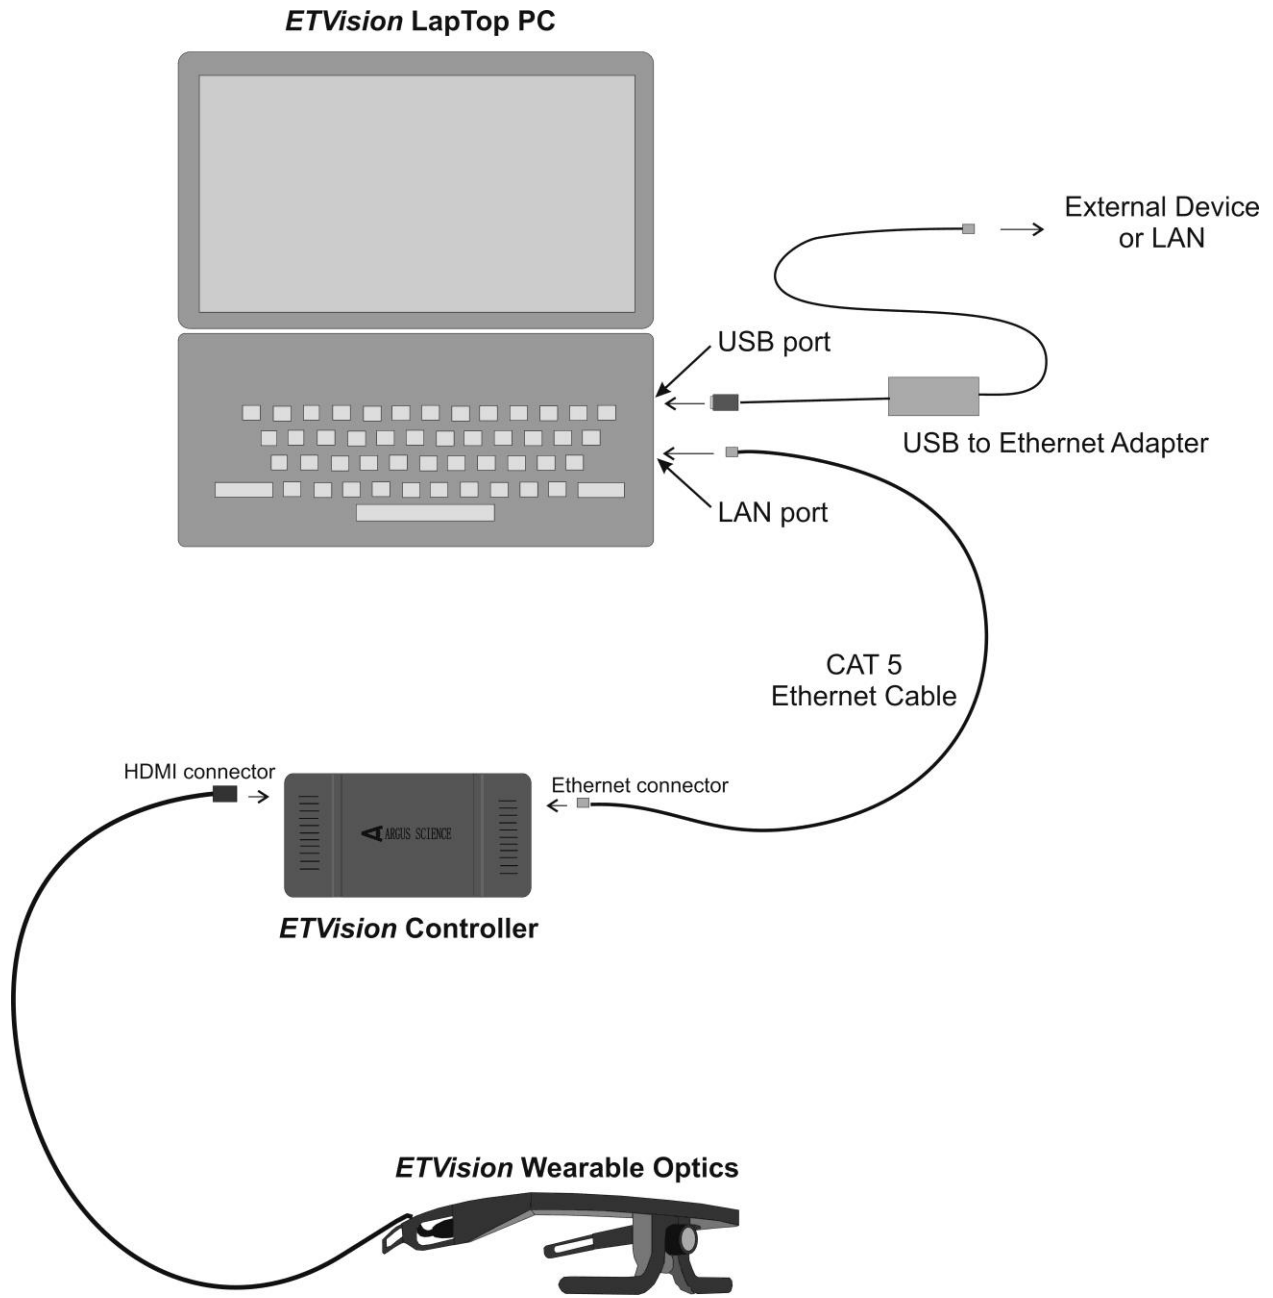 ETVision LapTop PC
External Device
or LAN
USB port
USB to Ethernet Adapter
LAN port
CAT 5
Ethernet Cable
HDMI connector
Ethernet connector
ARGUS SCIENCE
ETVision Controller
ETVision Wearable Optics